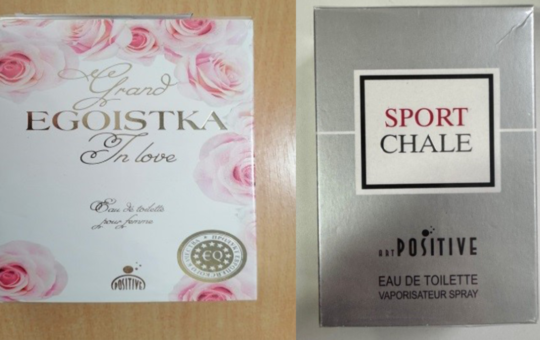 Grand
EGOISTKA
In love
Eau de toilette
pour femme
EQ
POSITIVE
SPORT
CHALE
ART POSITIVE
EAU DE TOILETTE
VAPORISATEUR SPRAY